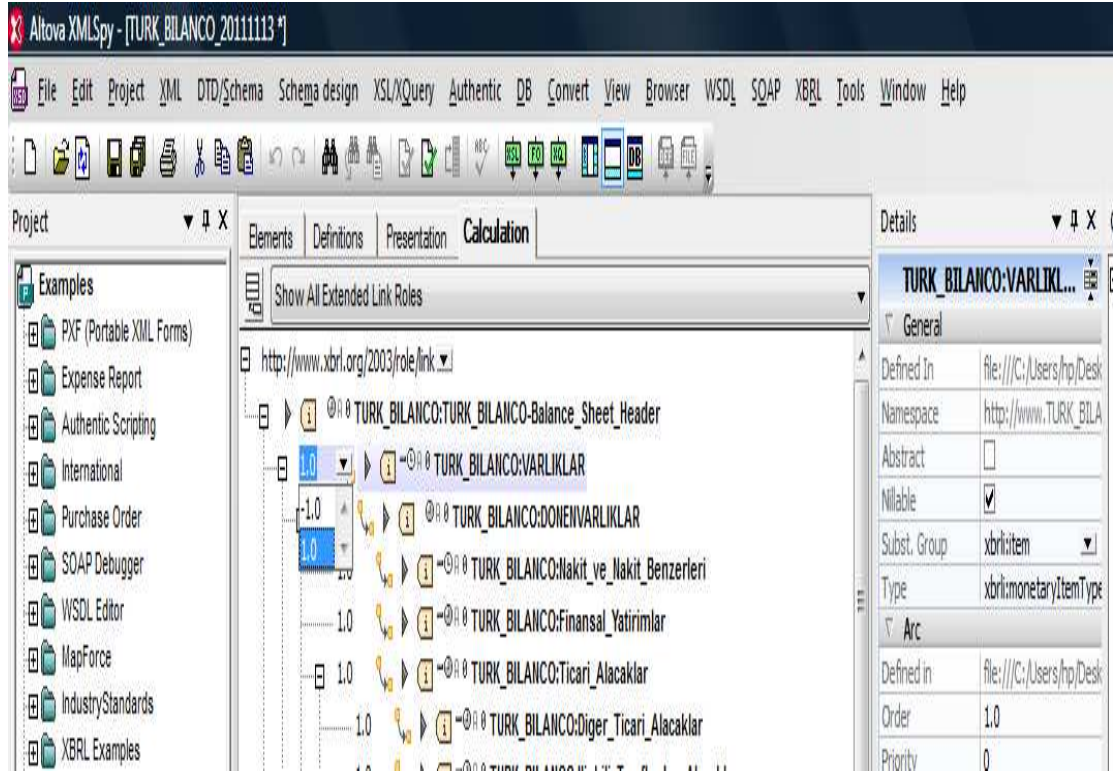 Altova XMLSpy - [TURK_BILANCO_20111113 *]
File Edit Project XML DTD/Schema Schema design XSL/XQuery Authentic DB Convert View Browser WSDL SOAP XBRL Tools Window Help
Project
Examples
PXF (Portable XML Forms)
Expense Report
Authentic Scripting
International
Purchase Order
SOAP Debugger
WSDL Editor
MapForce
IndustryStandards
XBRL Examples
Elements Definitions Presentation Calculation
Show All Extended Link Roles
http://www.xbrl.org/2003/role/link
TURK_BILANCO:TURK_BILANCO-Balance_Sheet_Header
1.0 TURK_BILANCO:VARLIKLAR
-1.0 TURK_BILANCO:DONENVARLIKLAR
1.0
1.0 TURK_BILANCO:Nakit_ve_Nakit_Benzerleri
1.0 TURK_BILANCO:Finansal_Yatirimlar
1.0 TURK_BILANCO:Ticari_Alacaklar
1.0 TURK_BILANCO:Diger_Ticari_Alacaklar
Details
TURK_BILANCO:VARLIKL...
General
Defined In file:///C:/Users/hp/Desk
Namespace http://www.TURK_BILA
Abstract
Nillable
Subst. Group xbrli:item
Type xbrli:monetaryItemType
Arc
Defined in file:///C:/Users/hp/Desk
Order 1.0
Priority 0